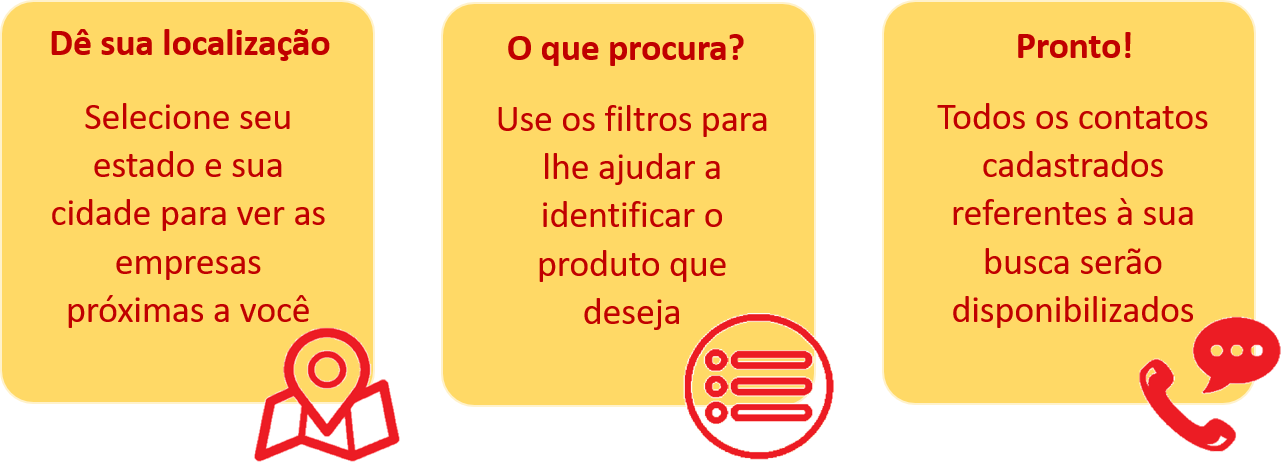 Dê sua localização
Selecione seu
estado e sua
cidade para ver as
empresas
próximas a você
O que procura?
Use os filtros para
lhe ajudar a
identificar o
produto que
deseja
Pronto!
Todos os contatos
cadastrados
referentes à sua
busca serão
disponibilizados